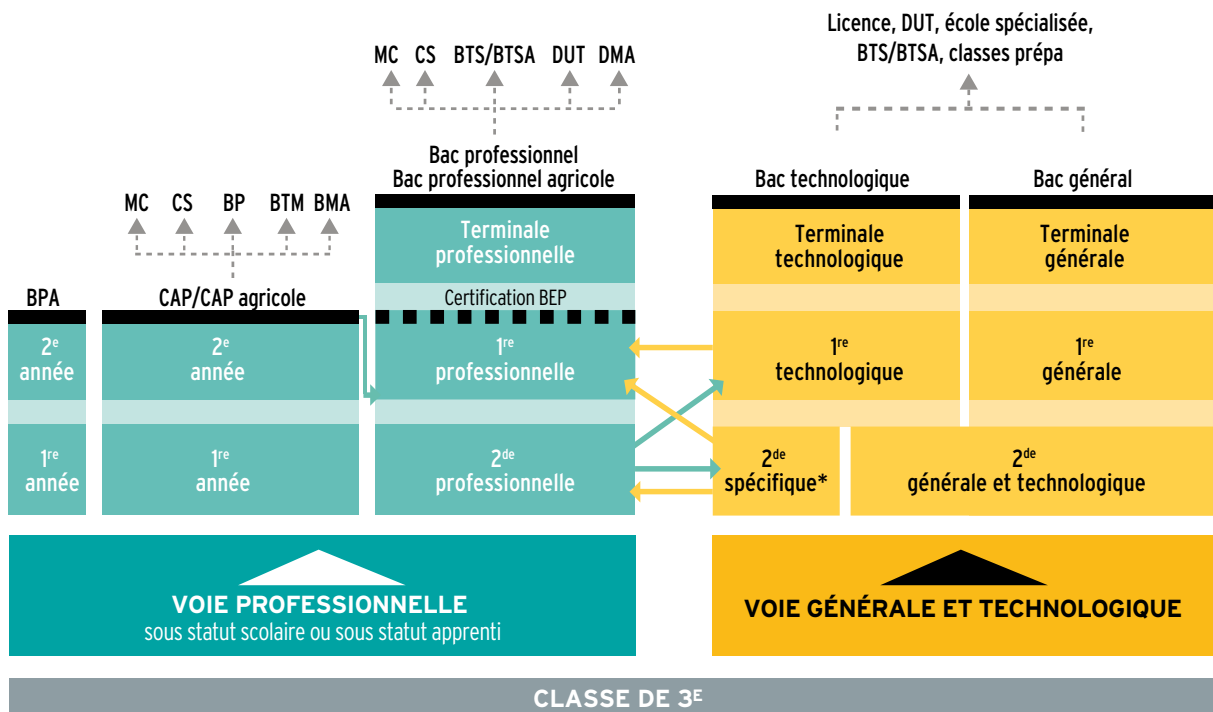 Licence, DUT, école spécialisée,
BTS/BTSA, classes prépa
MC CS BTS/BTSA DUT DMA
Bac professionnel
Bac professionnel agricole
Bac technologique
Bac général
MC CS BP BTM BMA
Terminale
professionnelle
Terminale
technologique
Terminale
générale
BPA
CAP/CAP agricole
Certification BEP
2e
année
2e
année
1re
professionnelle
1re
technologique
1re
générale
1re
année
1re
année
2de
professionnelle
2de
spécifique*
2de
générale et technologique
VOIE PROFESSIONNELLE
sous statut scolaire ou sous statut apprenti
VOIE GÉNÉRALE ET TECHNOLOGIQUE
CLASSE DE 3E